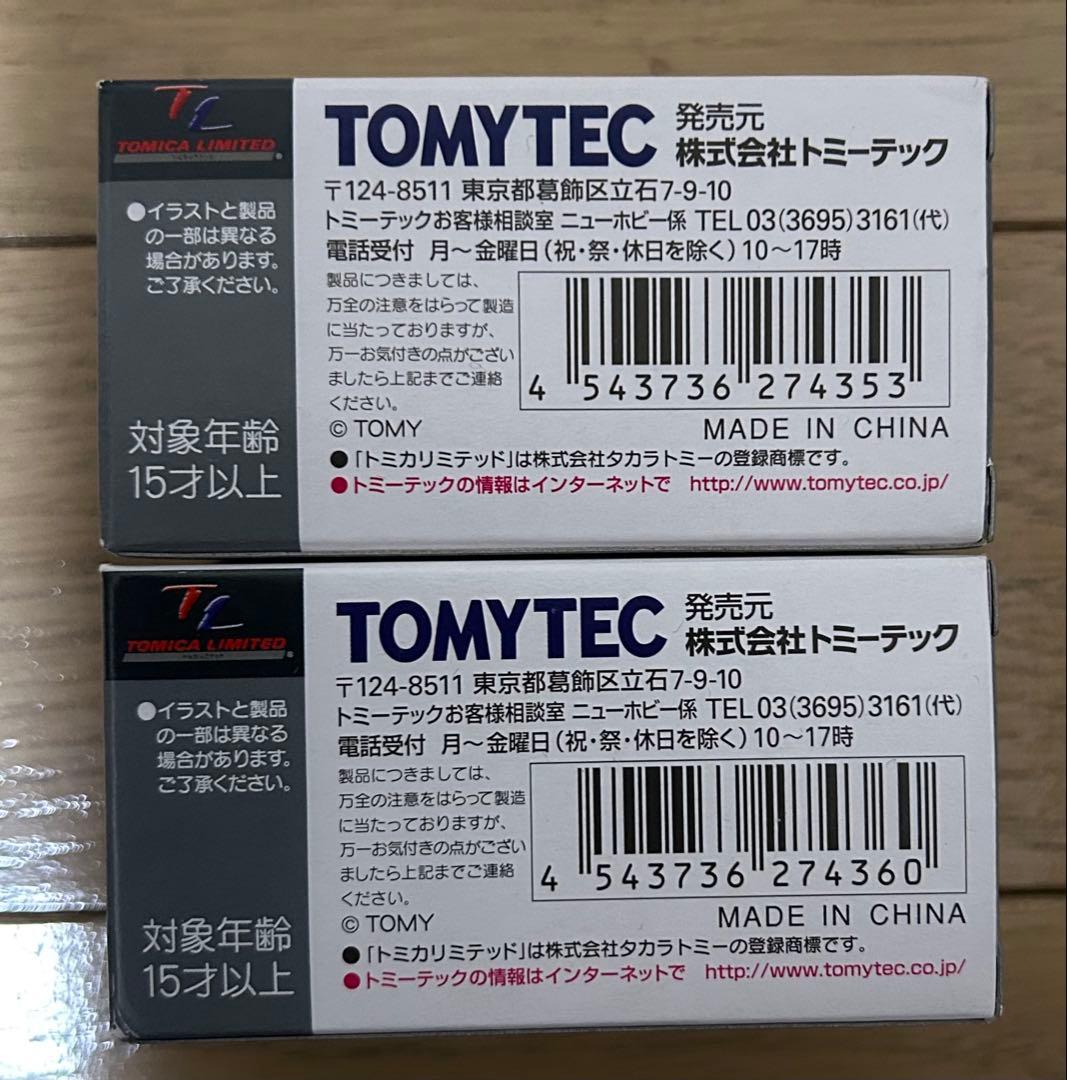 TL
TOMICA LIMITED
®
●イラストと製品
の一部は異なる
場合があります。
ご了承ください。
対象年齢
15才以上
TOMYTEC 発売元
株式会社トミーテック
〒124-8511 東京都葛飾区立石7-9-10
トミーテックお客様相談室 ニューホビー係 TEL 03(3695)3161(代)
電話受付 月～金曜日(祝・祭・休日を除く)10～17時
製品につきましては、
万全の注意をはらって製造
に当たっておりますが、
万一お気付きの点がござい
ましたら上記までご連絡
ください。
4 543736 274353
© TOMY MADE IN CHINA
●「トミカリミテッド」は株式会社タカラトミーの登録商標です。
●トミーテックの情報はインターネットで http://www.tomytec.co.jp/
TL
TOMICA LIMITED
®
●イラストと製品
の一部は異なる
場合があります。
ご了承ください。
対象年齢
15才以上
TOMYTEC 発売元
株式会社トミーテック
〒124-8511 東京都葛飾区立石7-9-10
トミーテックお客様相談室 ニューホビー係 TEL 03(3695)3161(代)
電話受付 月～金曜日(祝・祭・休日を除く)10～17時
製品につきましては、
万全の注意をはらって製造
に当たっておりますが、
万一お気付きの点がござい
ましたら上記までご連絡
ください。
4 543736 274360
© TOMY MADE IN CHINA
●「トミカリミテッド」は株式会社タカラトミーの登録商標です。
●トミーテックの情報はインターネットで http://www.tomytec.co.jp/